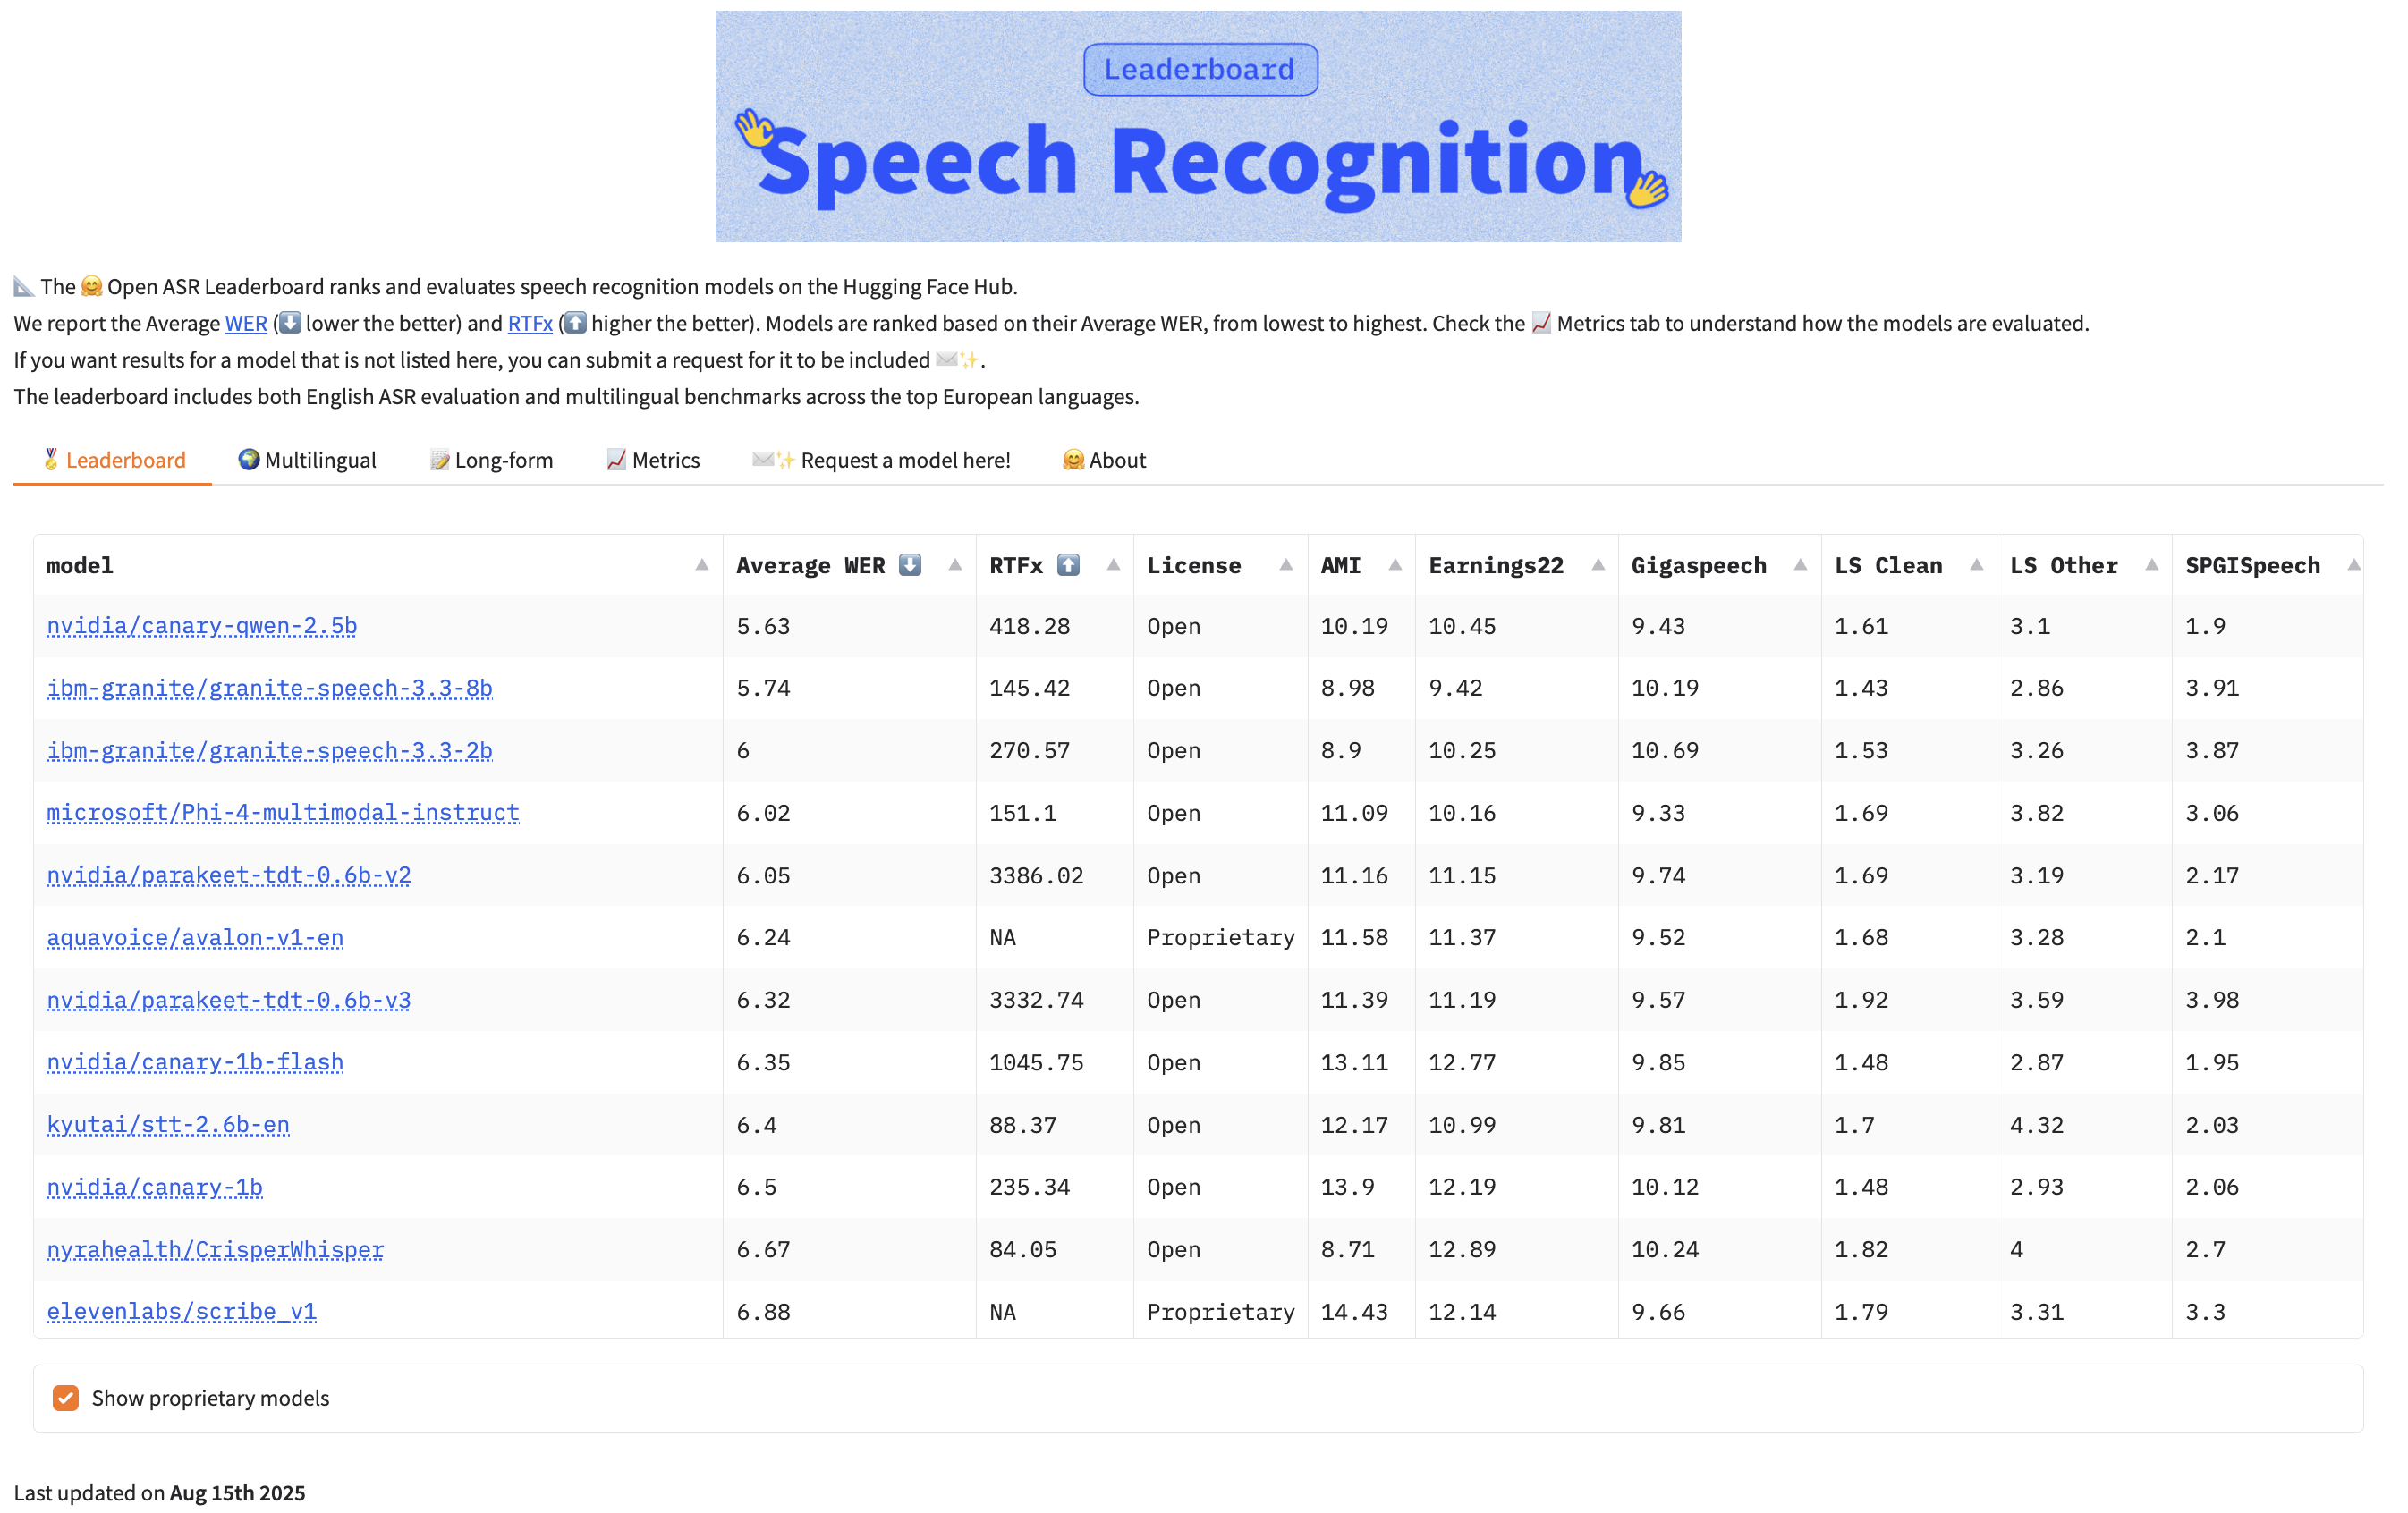 Leaderboard
Speech Recognition
📐 The 🤗 Open ASR Leaderboard ranks and evaluates speech recognition models on the Hugging Face Hub.
We report the Average WER (⬇️ lower the better) and RTFx (⬆️ higher the better). Models are ranked based on their Average WER, from lowest to highest. Check the 📈 Metrics tab to understand how the models are evaluated.
If you want results for a model that is not listed here, you can submit a request for it to be included ✉️✨.
The leaderboard includes both English ASR evaluation and multilingual benchmarks across the top European languages.
🏅 Leaderboard 🌍 Multilingual 📝 Long-form 📈 Metrics ✉️✨ Request a model here! 🤗 About
model Average WER ⬇️ RTFx ⬆️ License AMI Earnings22 Gigaspeech LS Clean LS Other SPGISpeech
nvidia/canary-qwen-2.5b 5.63 418.28 Open 10.19 10.45 9.43 1.61 3.1 1.9
ibm-granite/granite-speech-3.3-8b 5.74 145.42 Open 8.98 9.42 10.19 1.43 2.86 3.91
ibm-granite/granite-speech-3.3-2b 6 270.57 Open 8.9 10.25 10.69 1.53 3.26 3.87
microsoft/Phi-4-multimodal-instruct 6.02 151.1 Open 11.09 10.16 9.33 1.69 3.82 3.06
nvidia/parakeet-tdt-0.6b-v2 6.05 3386.02 Open 11.16 11.15 9.74 1.69 3.19 2.17
aquavoice/avalon-v1-en 6.24 NA Proprietary 11.58 11.37 9.52 1.68 3.28 2.1
nvidia/parakeet-tdt-0.6b-v3 6.32 3332.74 Open 11.39 11.19 9.57 1.92 3.59 3.98
nvidia/canary-1b-flash 6.35 1045.75 Open 13.11 12.77 9.85 1.48 2.87 1.95
kyutai/stt-2.6b-en 6.4 88.37 Open 12.17 10.99 9.81 1.7 4.32 2.03
nvidia/canary-1b 6.5 235.34 Open 13.9 12.19 10.12 1.48 2.93 2.06
nyrahealth/CrisperWhisper 6.67 84.05 Open 8.71 12.89 10.24 1.82 4 2.7
elevenlabs/scribe_v1 6.88 NA Proprietary 14.43 12.14 9.66 1.79 3.31 3.3
Show proprietary models
Last updated on Aug 15th 2025